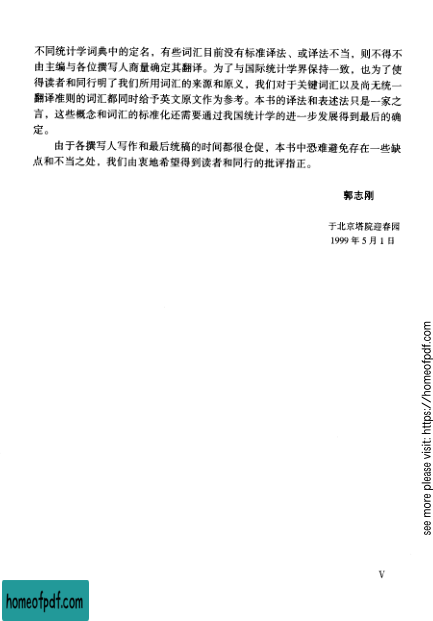 不同统计学词典中的定名，有些词汇目前没有标准译法、或译法不当，则不得不
由主编与各位撰写人商量确定其翻译。为了与国际统计学界保持一致，也为了使
得读者和同行明了我们所用词汇的来源和原义，我们对于关键词汇以及尚无统一
翻译准则的词汇都同时给予英文原文作为参考。本书的译法和表述法只是一家之
言，这些概念和词汇的标准化还需要通过我国统计学的进一步发展得到最后的确
定。
由于各撰写人写作和最后统稿的时间都很仓促，本书中恐难避免存在一些缺
点和不当之处，我们由衷地希望得到读者和同行的批评指正。
郭志刚
于北京塔院迎春园
1999 年 5 月 1 日
see more please visit: https://homeofpdf.com
V
homeofpdf.com